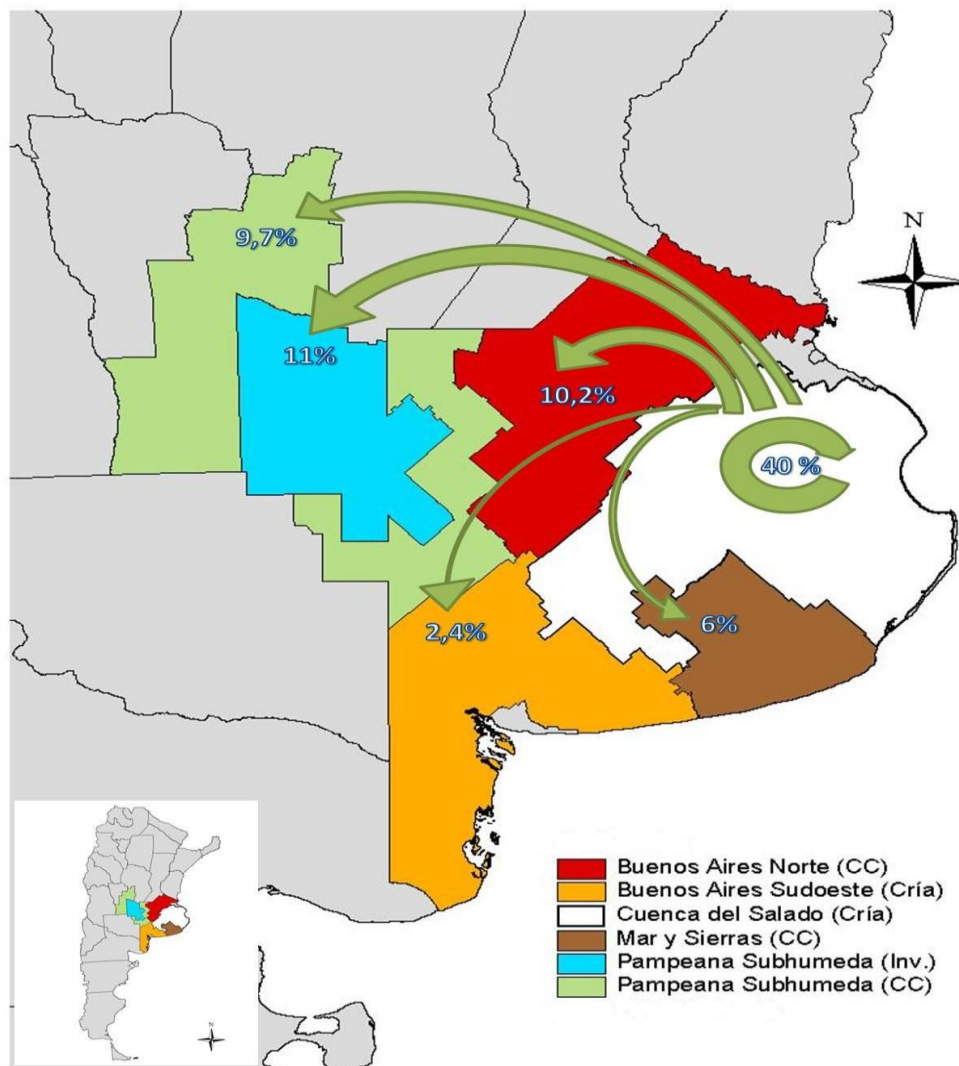 N
9,7%
11%
10,2%
40 %
2,4%
6%
Buenos Aires Norte (CC)
Buenos Aires Sudoeste (Cría)
Cuenca del Salado (Cría)
Mar y Sierras (CC)
Pampeana Subhumeda (Inv.)
Pampeana Subhumeda (CC)
N